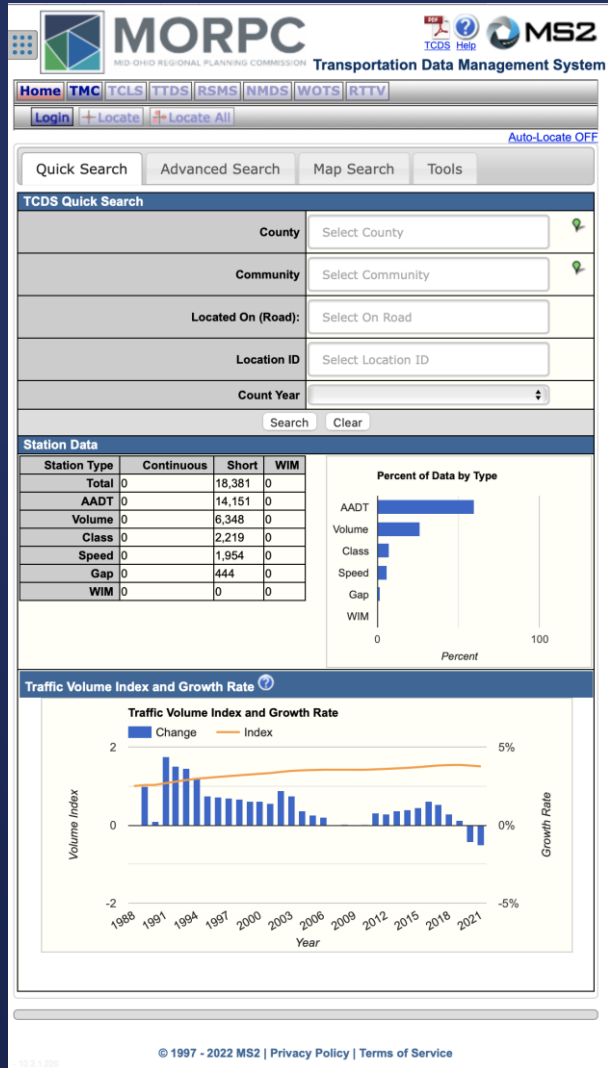 MORPC
MID-OHIO REGIONAL PLANNING COMMISSION
PDF
TCDS Help
MS2
Transportation Data Management System
Home TMC TCLS TTDS RSMS NMDS WOTS RTTV
Login Locate Locate All
Auto-Locate OFF
Quick Search Advanced Search Map Search Tools
TCDS Quick Search
County Select County
Community Select Community
Located On (Road): Select On Road
Location ID Select Location ID
Count Year
Search Clear
Station Data
Station Type Continuous Short WIM
Total 0 18,381 0
AADT 0 14,151 0
Volume 0 6,348 0
Class 0 2,219 0
Speed 0 1,954 0
Gap 0 444 0
WIM 0 0 0
Percent of Data by Type
AADT
Volume
Class
Speed
Gap
WIM
0 100
Percent
Traffic Volume Index and Growth Rate ?
Traffic Volume Index and Growth Rate
Change Index
2 5%
0 0%
-2 -5%
Volume Index
Growth Rate
1988 1991 1994 1997 2000 2003 2006 2009 2012 2015 2018 2021
Year
© 1997 - 2022 MS2 | Privacy Policy | Terms of Service